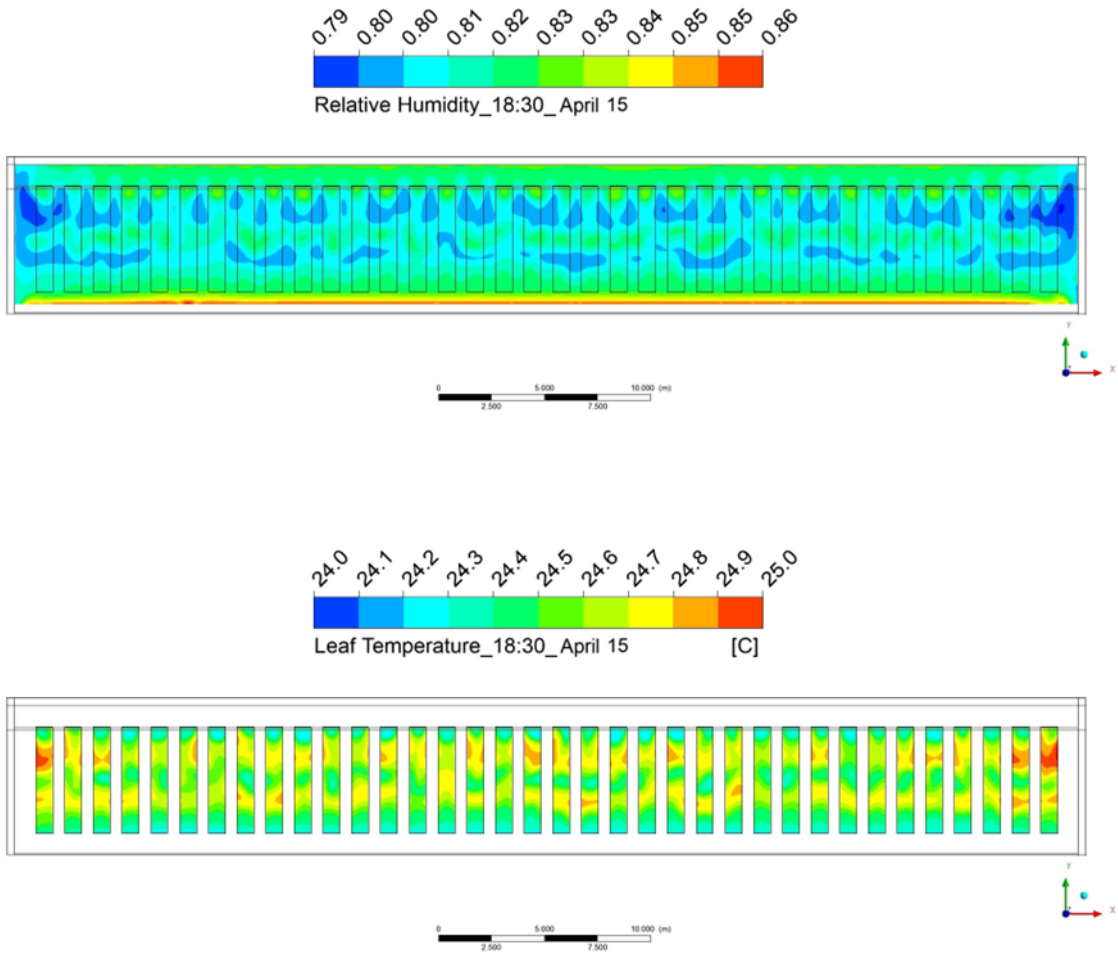 0.79 0.80 0.80 0.81 0.82 0.83 0.83 0.84 0.85 0.85 0.86
Relative Humidity_18:30_ April 15
Y
X
0 5.000 10.000 (m)
2.500 7.500
24.0 24.1 24.2 24.3 24.4 24.5 24.6 24.7 24.8 24.9 25.0
Leaf Temperature_18:30_ April 15 [C]
Y
X
0 5.000 10.000 (m)
2.500 7.500